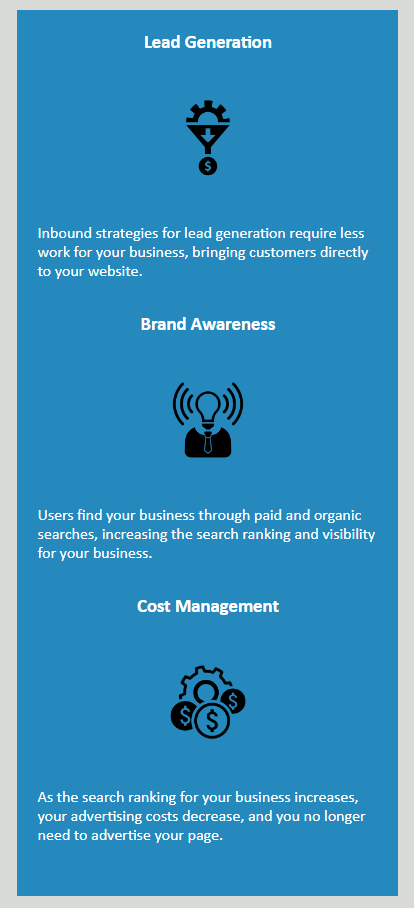 Lead Generation
$
Inbound strategies for lead generation require less
work for your business, bringing customers directly
to your website.
Brand Awareness
Users find your business through paid and organic
searches, increasing the search ranking and visibility
for your business.
Cost Management
$ $ $
As the search ranking for your business increases,
your advertising costs decrease, and you no longer
need to advertise your page.